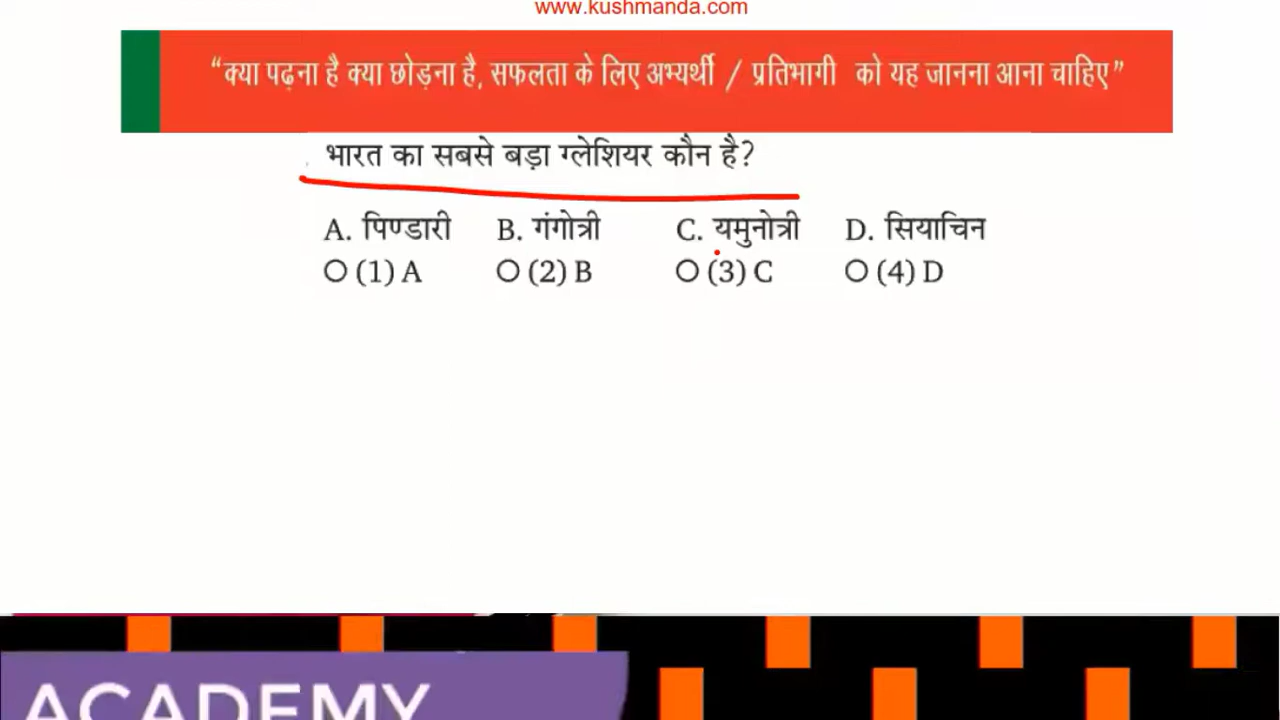 www.kushmanda.com
“क्या पढ़ना है क्या छोड़ना है, सफलता के लिए अभ्यर्थी / प्रतिभागी को यह जानना आना चाहिए”
भारत का सबसे बड़ा ग्लेशियर कौन है?
A. पिण्डारी B. गंगोत्री C. यमुनोत्री D. सियाचिन
(1) A (2) B (3) C (4) D
ACADEMY